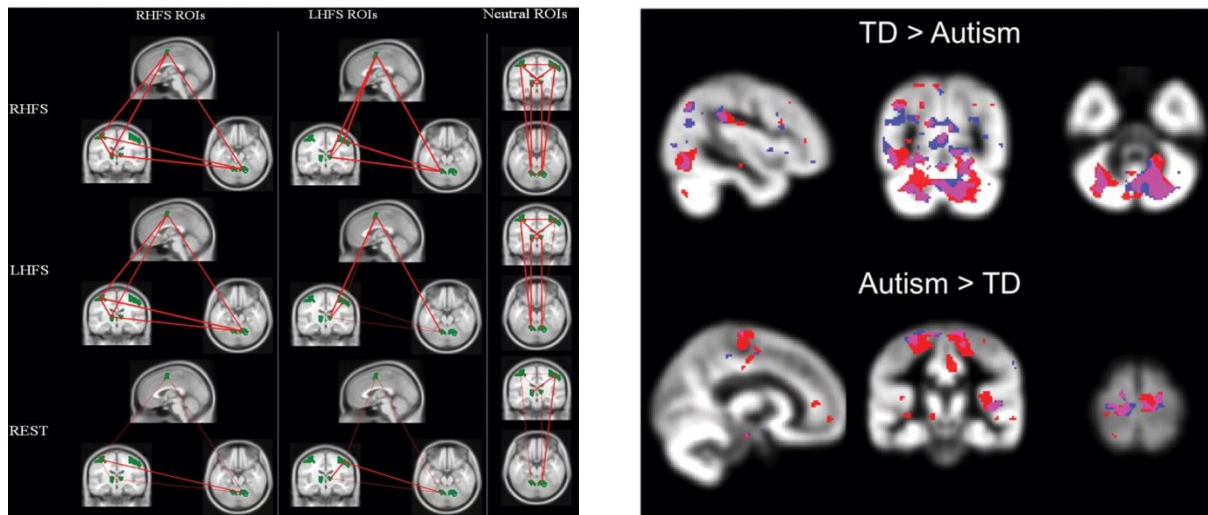 RHFS ROIs
LHFS ROIs
Neutral ROIs
RHFS
LHFS
REST
TD > Autism
Autism > TD